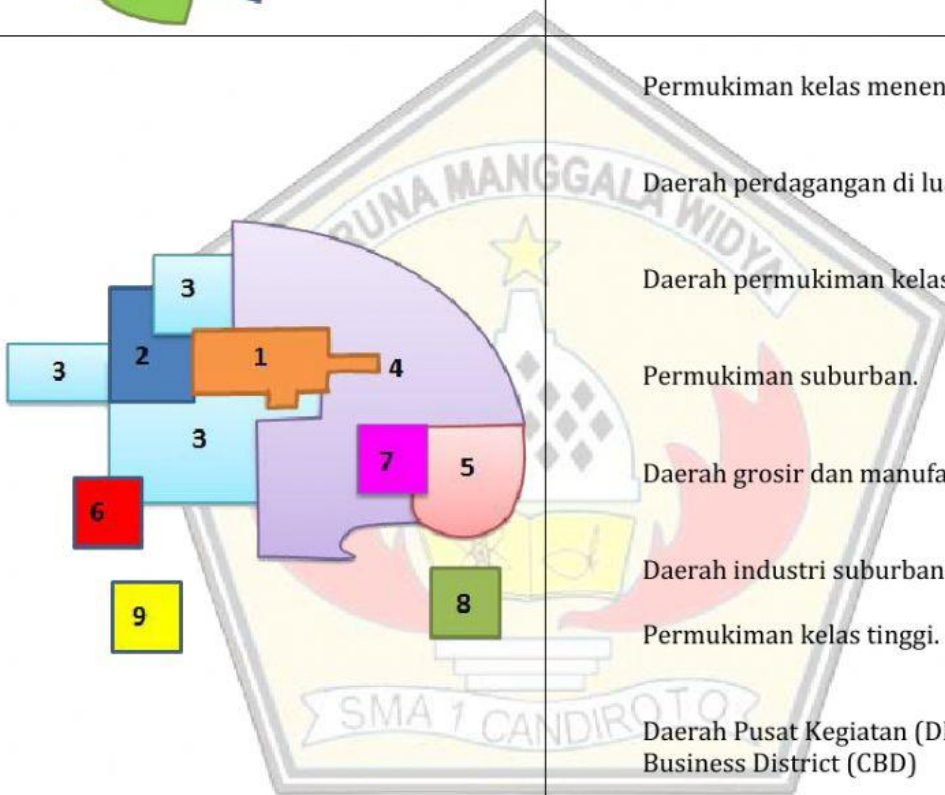 Permukiman kelas menen
Daerah perdagangan di lu
Daerah permukiman kelas
Permukiman suburban.
Daerah grosir dan manufa
Daerah industri suburban
Permukiman kelas tinggi.
Daerah Pusat Kegiatan (D
Business District (CBD)
3
2
1
3
4
3
7
5
6
8
9
BUNA MANGGALA WIDYA
SMA 1 CANDIROTO